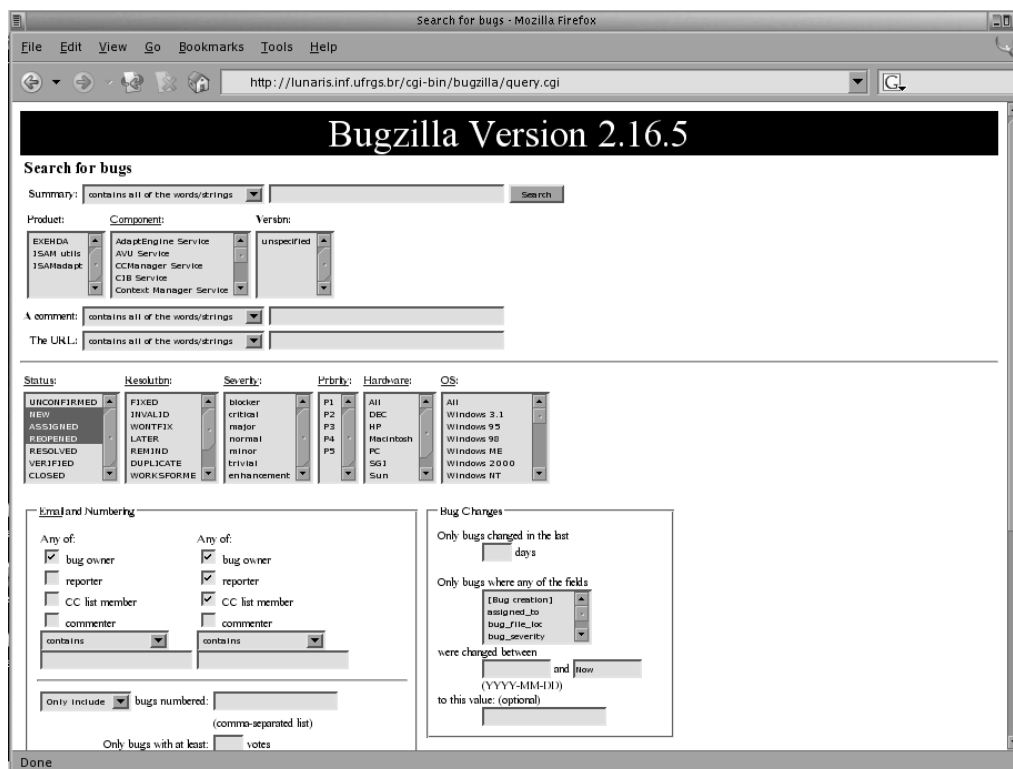 Search for bugs - Mozilla Firefox
File Edit View Go Bookmarks Tools Help
http://lunaris.inf.ufrgs.br/cgi-bin/bugzilla/query.cgi
G
Bugzilla Version 2.16.5
Search for bugs
Summary: contains all of the words/strings Search
Product: Component: Version:
EXEHDA AdaptEngine Service unspecified
ISAM utils AVU Service
ISAMadapt CCManager Service
CIB Service
Context Manager Service
A comment: contains all of the words/strings
The URL: contains all of the words/strings
Status: Resolution: Severity: Priority: Hardware: OS:
UNCONFIRMED FIXED blocker P1 All All
NEW INVALID critical P2 DEC Windows 3.1
ASSIGNED WONTFIX major P3 HP Windows 95
REOPENED LATER normal P4 Macintosh Windows 98
RESOLVED REMIND minor P5 PC Windows ME
VERIFIED DUPLICATE trivial SGI Windows 2000
CLOSED WORKSFORME enhancement Sun Windows NT
Email and Numbering
Any of: Any of:
bug owner bug owner
reporter reporter
CC list member CC list member
commenter commenter
contains contains
Only include bugs numbered:
(comma-separated list)
Only bugs with at least: votes
Bug Changes
Only bugs changed in the last
days
Only bugs where any of the fields
[Bug creation]
assigned_to
bug_file_loc
bug_severity
were changed between
and Now
(YYYY-MM-DD)
to this value: (optional)
Done